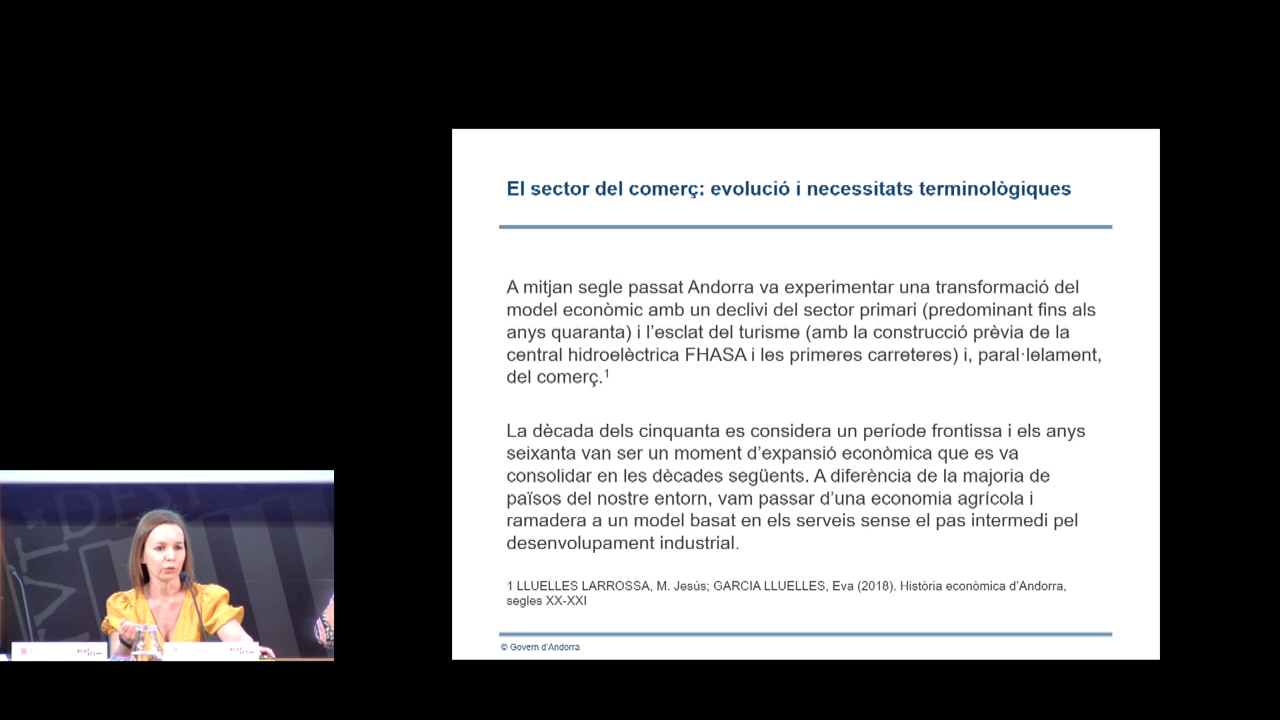 El sector del comerç: evolució i necessitats terminològiques
A mitjan segle passat Andorra va experimentar una transformació del
model econòmic amb un declivi del sector primari (predominant fins als
anys quaranta) i l’esclat del turisme (amb la construcció prèvia de la
central hidroelèctrica FHASA i les primeres carreteres) i, paral·lelament,
del comerç.¹
La dècada dels cinquanta es considera un període frontissa i els anys
seixanta van ser un moment d’expansió econòmica que es va
consolidar en les dècades següents. A diferència de la majoria de
països del nostre entorn, vam passar d’una economia agrícola i
ramadera a un model basat en els serveis sense el pas intermedi pel
desenvolupament industrial.
1 LLUELLES LARROSSA, M. Jesús; GARCIA LLUELLES, Eva (2018). Història econòmica d’Andorra,
segles XX-XXI
© Govern d’Andorra